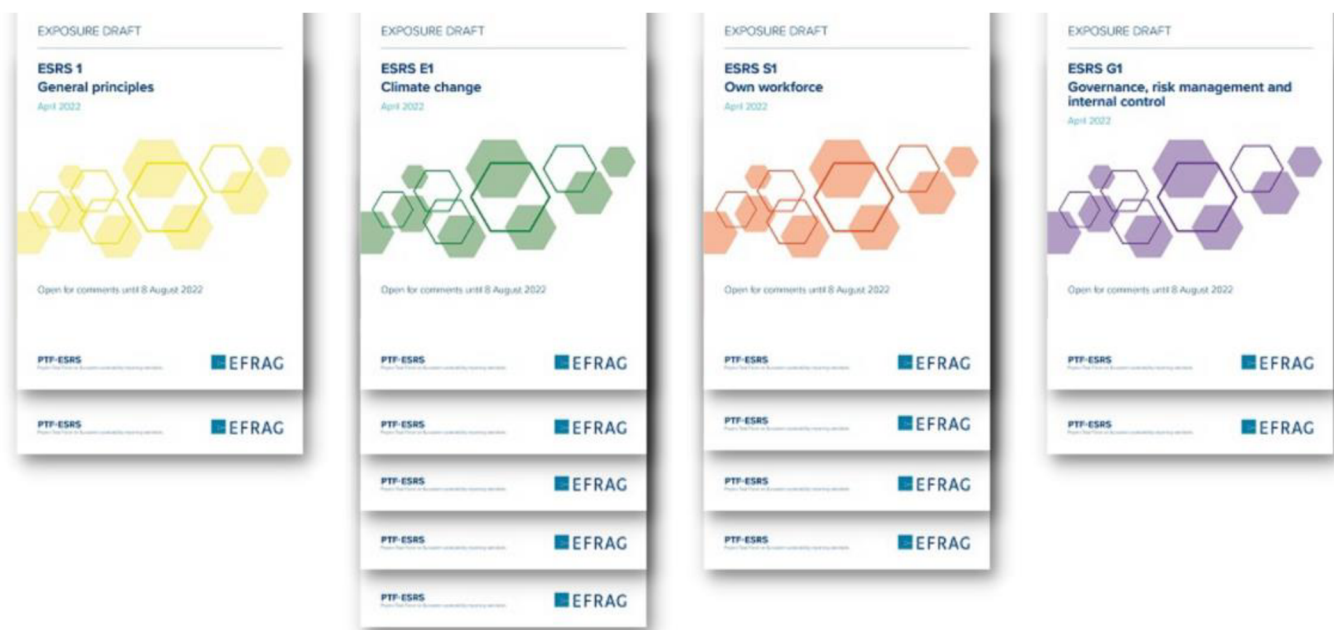 EXPOSURE DRAFT
ESRS 1
General principles
April 2022
Open for comments until 8 August 2022
PTF-ESRS
EFRAG
PTF-ESRS
EFRAG
EXPOSURE DRAFT
ESRS E1
Climate change
April 2022
Open for comments until 8 August 2022
PTF-ESRS
EFRAG
PTF-ESRS
EFRAG
PTF-ESRS
EFRAG
PTF-ESRS
EFRAG
PTF-ESRS
EFRAG
EXPOSURE DRAFT
ESRS S1
Own workforce
April 2022
Open for comments until 8 August 2022
PTF-ESRS
EFRAG
PTF-ESRS
EFRAG
PTF-ESRS
EFRAG
PTF-ESRS
EFRAG
EXPOSURE DRAFT
ESRS G1
Governance, risk management and
internal control
April 2022
Open for comments until 8 August 2022
PTF-ESRS
EFRAG
PTF-ESRS
EFRAG